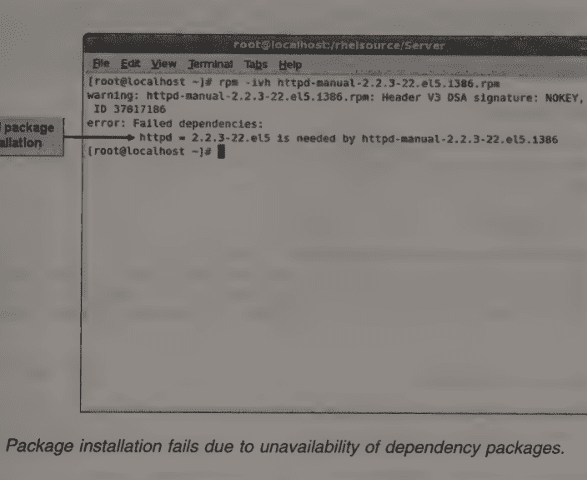 root@localhost:/rhelsource/Server
File Edit View Terminal Tabs Help
[root@localhost ~]# rpm -ivh httpd-manual-2.2.3-22.el5.i386.rpm
warning: httpd-manual-2.2.3-22.el5.i386.rpm: Header V3 DSA signature: NOKEY,
ID 37017186
error: Failed dependencies:
httpd = 2.2.3-22.el5 is needed by httpd-manual-2.2.3-22.el5.i386
[root@localhost ~]#
package
Package installation fails due to unavailability of dependency packages.